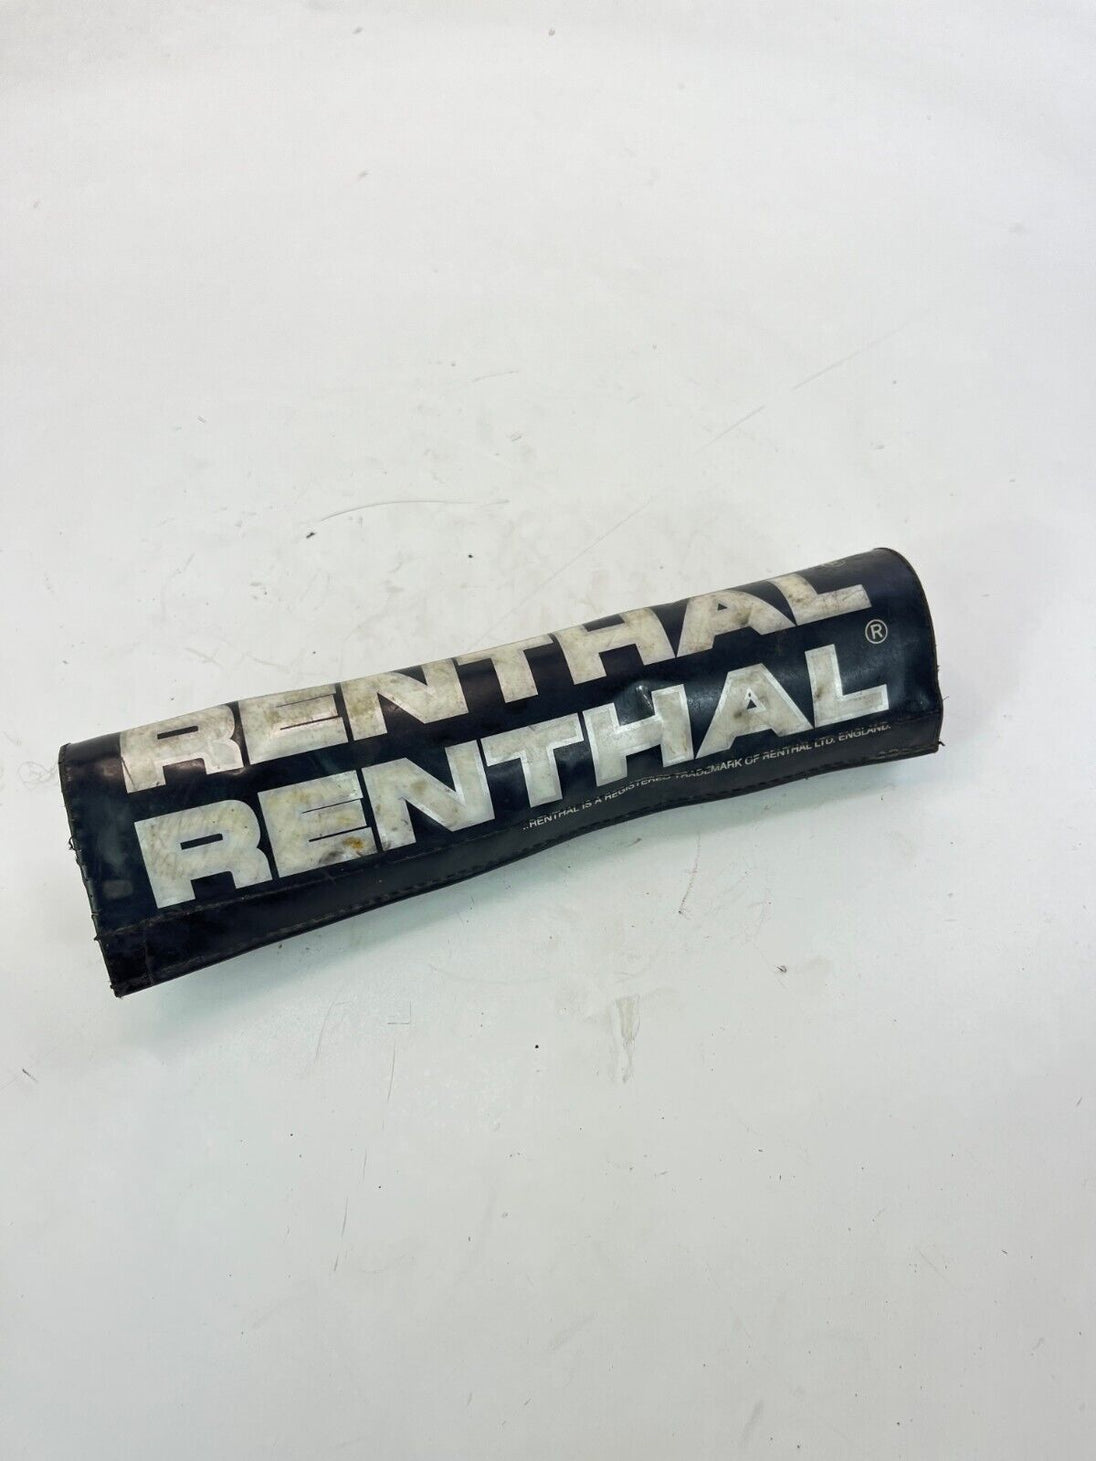 RENTHAL ®
RENTHAL ®
RENTHAL IS A REGISTERED TRADEMARK OF RENTHAL LTD. ENGLAND.